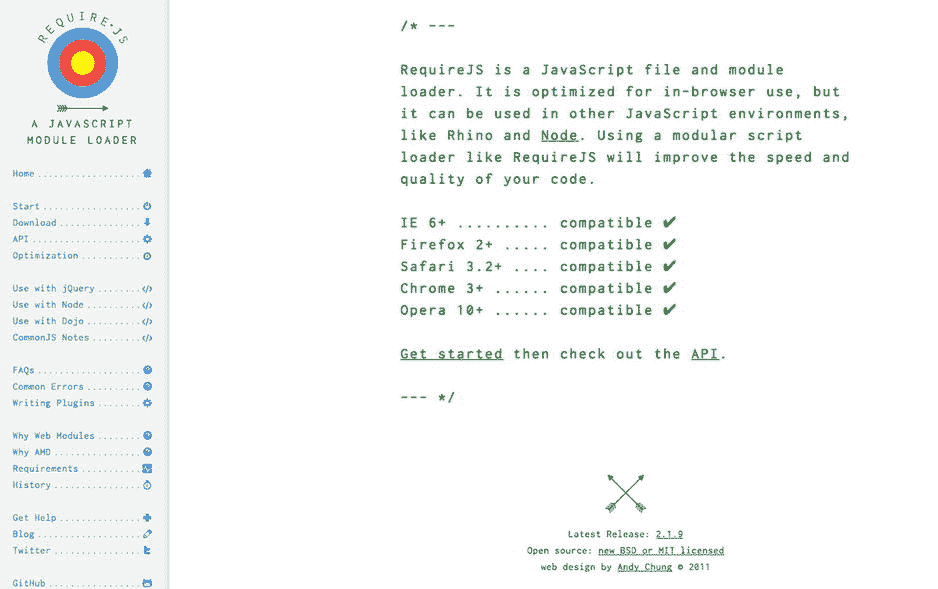 REQUIRE.JS
A JAVASCRIPT
MODULE LOADER
Home ..................
Start ..................
Download ...............
API ....................
Optimization ...........
Use with jQuery ........
Use with Node ..........
Use with Dojo ..........
CommonJS Notes .........
FAQs ...................
Common Errors ..........
Writing Plugins ........
Why Web Modules ........
Why AMD ................
Requirements ...........
History ................
Get Help ...............
Blog ...................
Twitter ................
GitHub .................
/* ---
RequireJS is a JavaScript file and module
loader. It is optimized for in-browser use, but
it can be used in other JavaScript environments,
like Rhino and Node. Using a modular script
loader like RequireJS will improve the speed and
quality of your code.
IE 6+ .......... compatible ✔
Firefox 2+ ..... compatible ✔
Safari 3.2+ .... compatible ✔
Chrome 3+ ...... compatible ✔
Opera 10+ ...... compatible ✔
Get started then check out the API.
--- */
Latest Release: 2.1.9
Open source: new BSD or MIT licensed
web design by Andy Chung © 2011